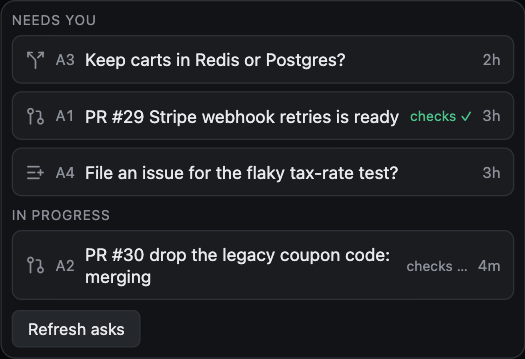 NEEDS YOU
A3 Keep carts in Redis or Postgres? 2h
A1 PR #29 Stripe webhook retries is ready checks ✓ 3h
A4 File an issue for the flaky tax-rate test? 3h
IN PROGRESS
A2 PR #30 drop the legacy coupon code: checks … 4m
merging
Refresh asks